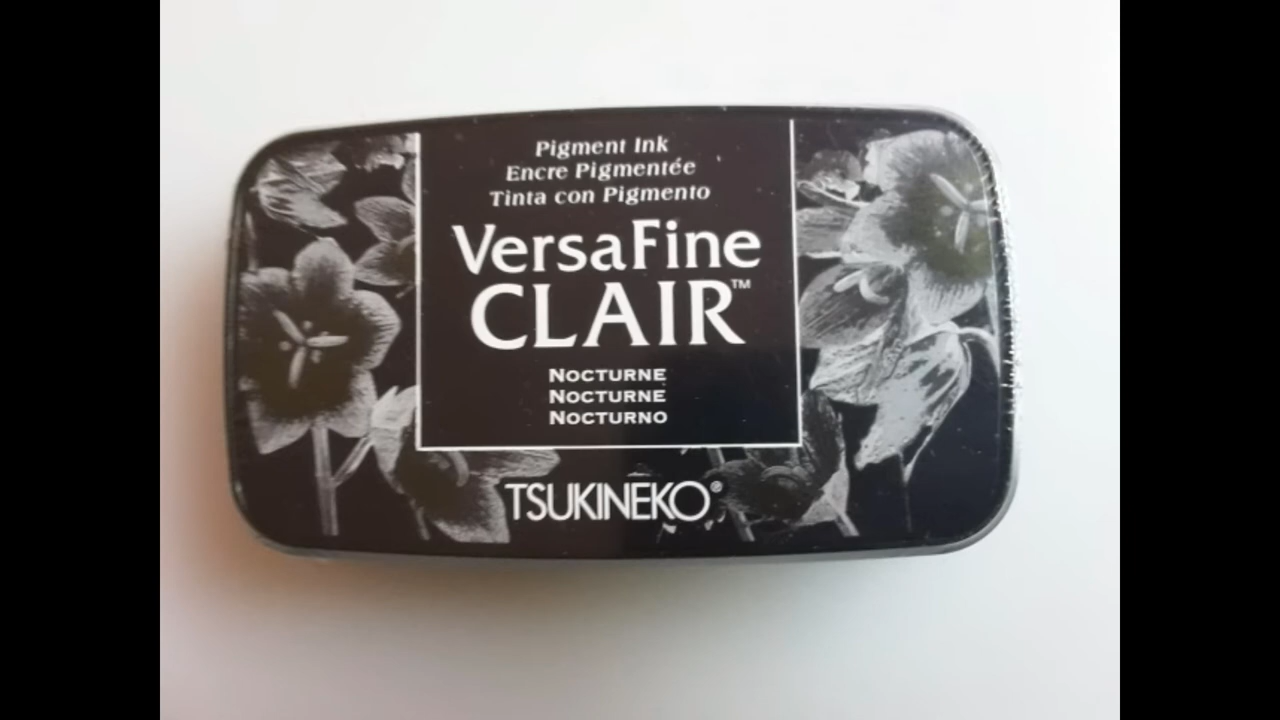 Pigment Ink
Encre Pigmentée
Tinta con Pigmento
VersaFine
CLAIR™
NOCTURNE
NOCTURNE
NOCTURNO
TSUKINEKO®